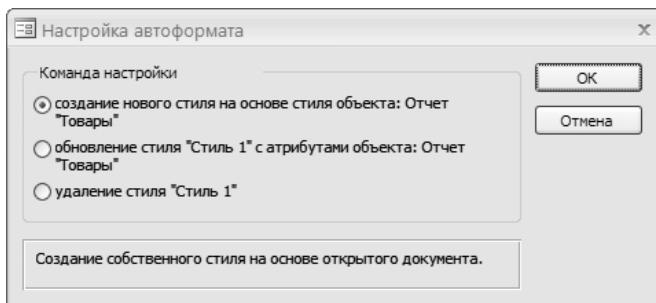 Настройка автоформата
Команда настройки
создание нового стиля на основе стиля объекта: Отчет
"Товары"
обновление стиля "Стиль 1" с атрибутами объекта: Отчет
"Товары"
удаление стиля "Стиль 1"
ОК
Отмена
Создание собственного стиля на основе открытого документа.